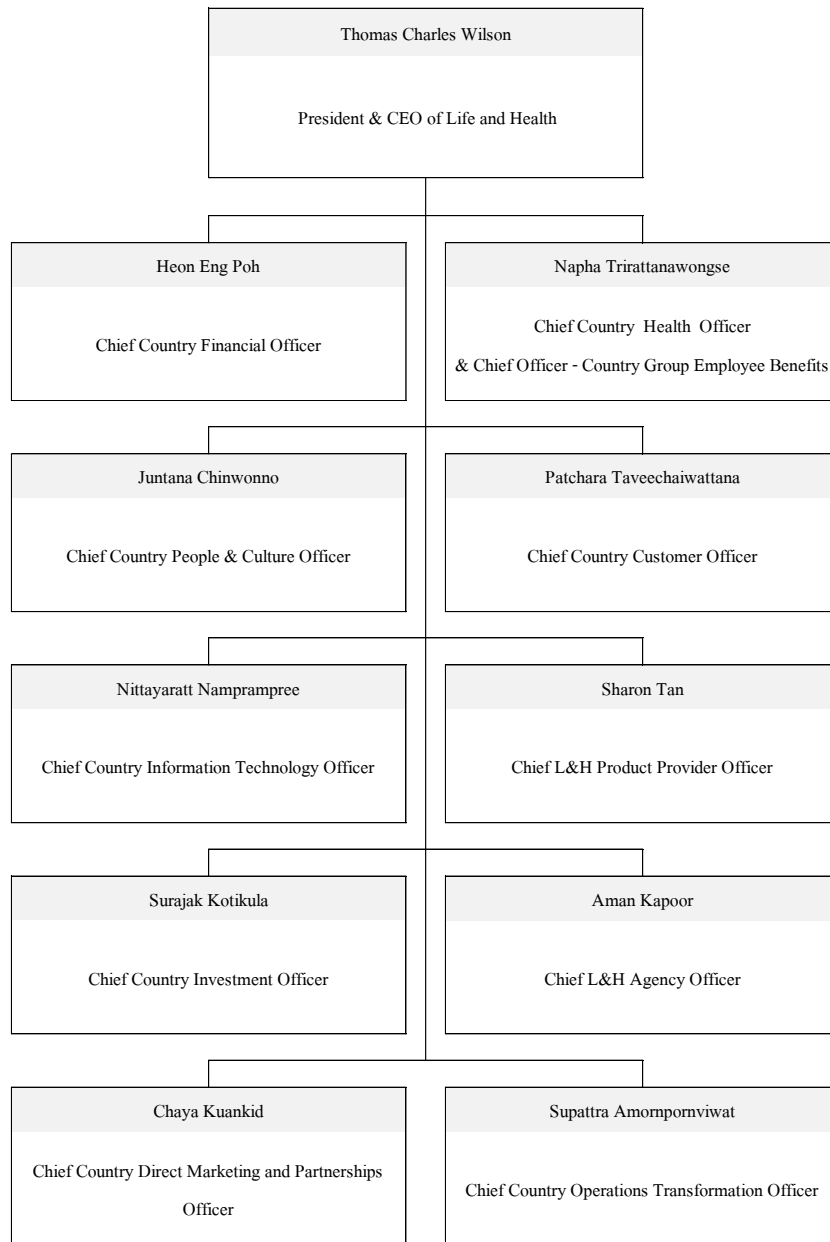 Thomas Charles Wilson
President & CEO of Life and Health
Heon Eng Poh
Chief Country Financial Officer
Napha Trirattanawongse
Chief Country Health Officer
& Chief Officer - Country Group Employee Benefits
Juntana Chinwonno
Chief Country People & Culture Officer
Patchara Taveechaiwattana
Chief Country Customer Officer
Nittayaratt Namprampree
Chief Country Information Technology Officer
Sharon Tan
Chief L&H Product Provider Officer
Surajak Kotikula
Chief Country Investment Officer
Aman Kapoor
Chief L&H Agency Officer
Chaya Kuankid
Chief Country Direct Marketing and Partnerships
Officer
Supattra Amornpornviwat
Chief Country Operations Transformation Officer